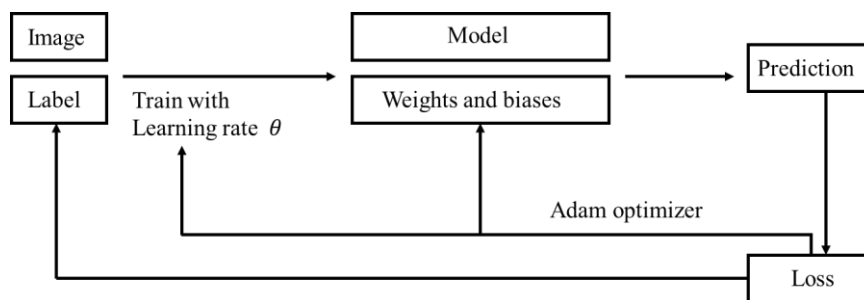 Image
Label
Train with
Learning rate θ
Model
Weights and biases
Prediction
Adam optimizer
Loss